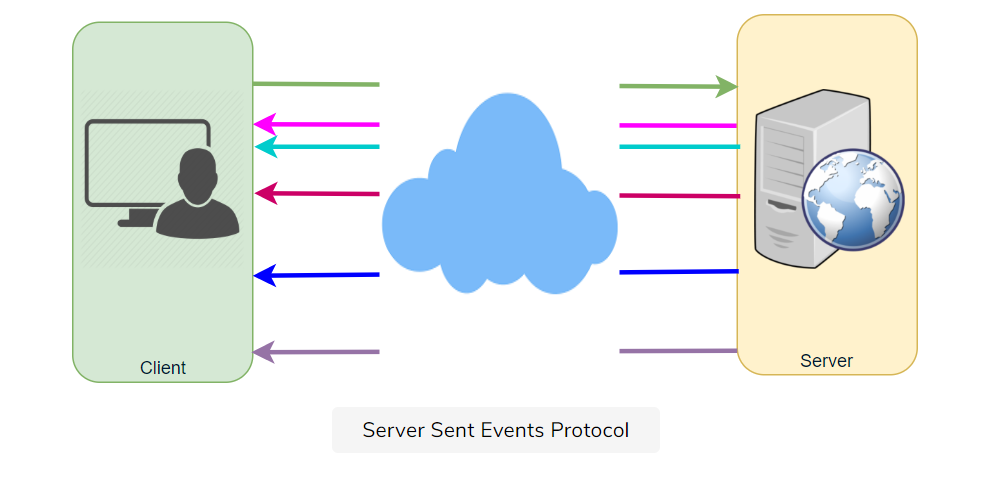 Client
Server
Server Sent Events Protocol